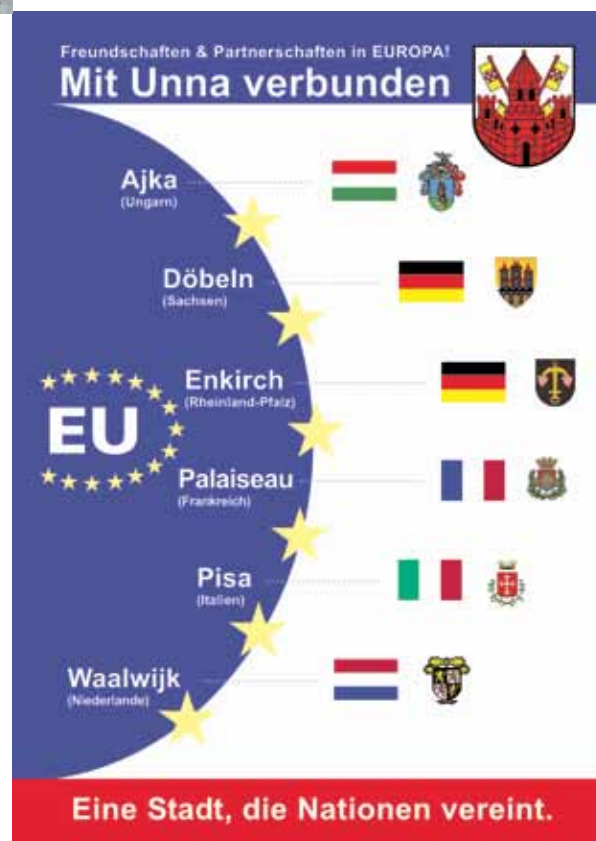 Freundschaften & Partnerschaften in EUROPA!
Mit Unna verbunden
Ajka
(Ungarn)
Döbeln
(Sachsen)
Enkirch
(Rheinland-Pfalz)
EU
Palaiseau
(Frankreich)
Pisa
(Italien)
Waalwijk
(Niederlande)
Eine Stadt, die Nationen vereint.